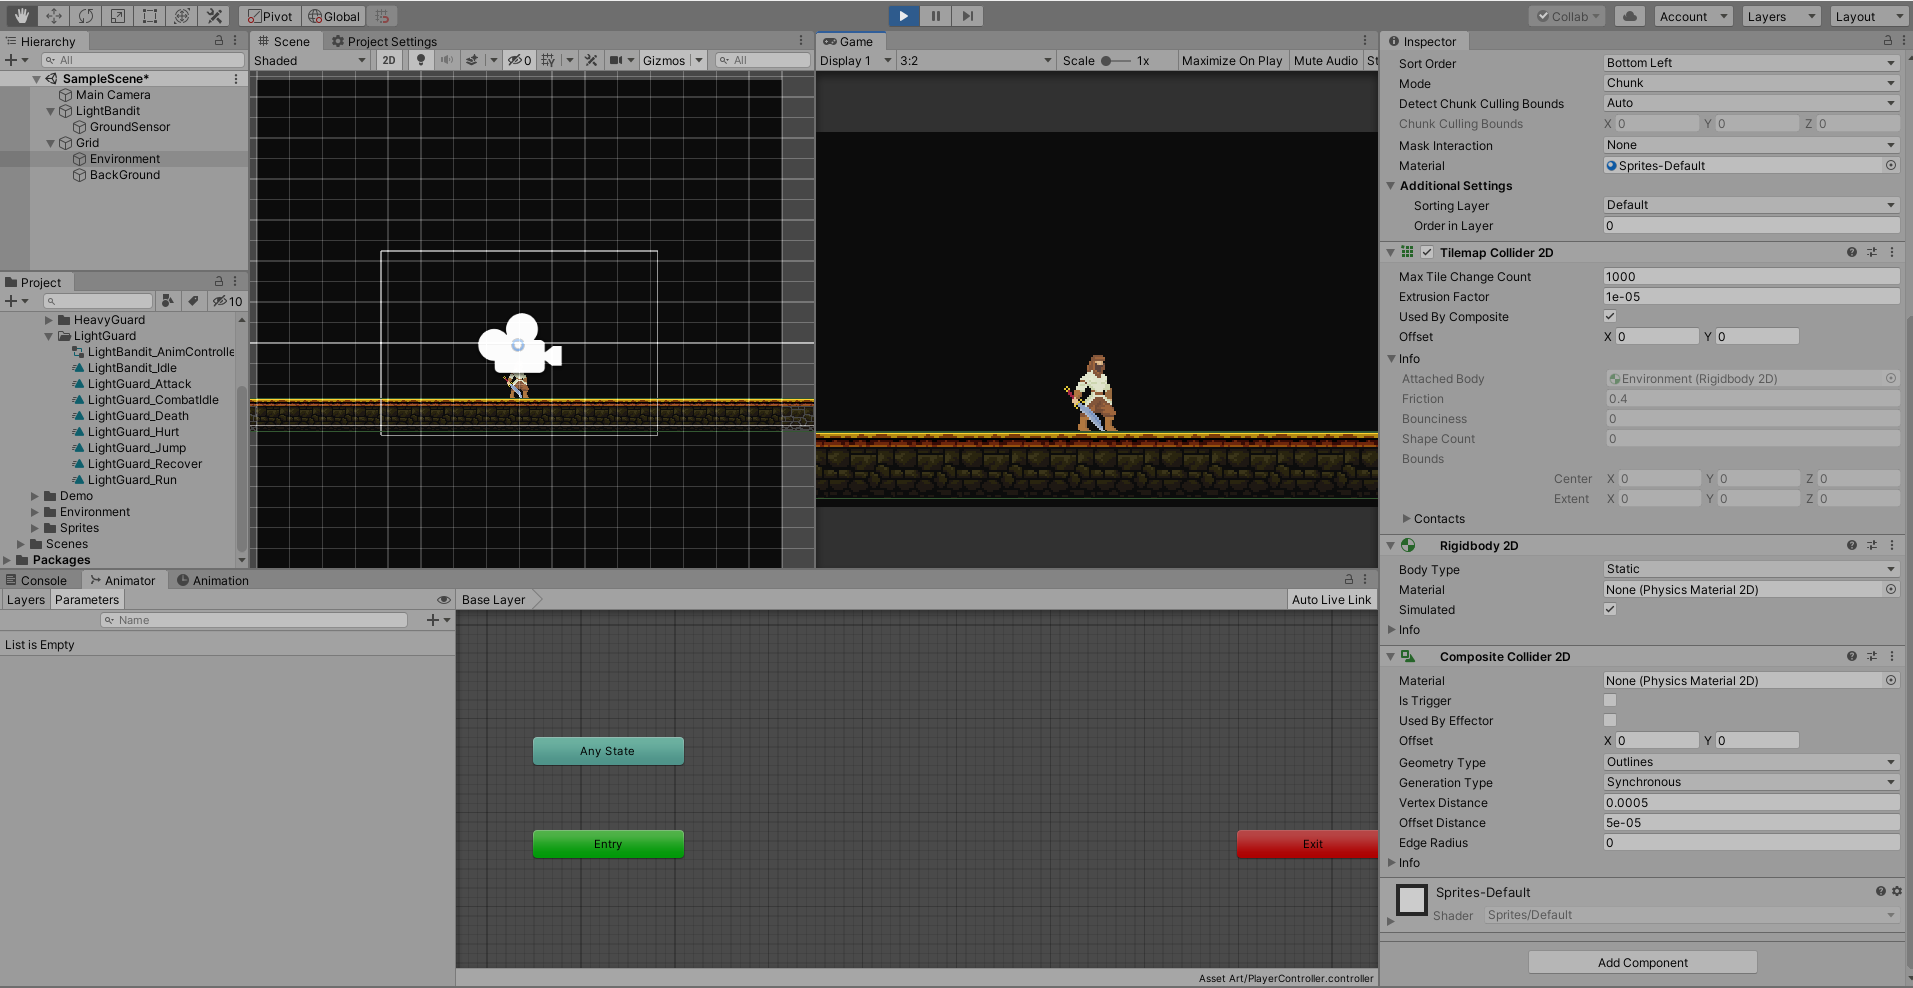 Pivot Global Collab Account Layers Layout
Hierarchy
All
SampleScene*
Main Camera
LightBandit
GroundSensor
Grid
Environment
BackGround
Project
10
HeavyGuard
LightGuard
LightBandit_AnimControlle
LightBandit_Idle
LightGuard_Attack
LightGuard_CombatIdle
LightGuard_Death
LightGuard_Hurt
LightGuard_Jump
LightGuard_Recover
LightGuard_Run
Demo
Environment
Sprites
Scenes
Packages
Scene Project Settings
Shaded 2D 0 Gizmos All
Game
Display 1 3:2 Scale 1x Maximize On Play Mute Audio St
Console Animator Animation
Layers Parameters
Name
List is Empty
Base Layer Auto Live Link
Any State
Entry
Exit
Asset Art/PlayerController.controller
Inspector
Sort Order Bottom Left
Mode Chunk
Detect Chunk Culling Bounds Auto
Chunk Culling Bounds X 0 Y 0 Z 0
Mask Interaction None
Material Sprites-Default
Additional Settings
Sorting Layer Default
Order in Layer 0
Tilemap Collider 2D
Max Tile Change Count 1000
Extrusion Factor 1e-05
Used By Composite
Offset X 0 Y 0
Info
Attached Body Environment (Rigidbody 2D)
Friction 0.4
Bounciness 0
Shape Count 0
Bounds
Center X 0 Y 0 Z 0
Extent X 0 Y 0 Z 0
Contacts
Rigidbody 2D
Body Type Static
Material None (Physics Material 2D)
Simulated
Info
Composite Collider 2D
Material None (Physics Material 2D)
Is Trigger
Used By Effector
Offset X 0 Y 0
Geometry Type Outlines
Generation Type Synchronous
Vertex Distance 0.0005
Offset Distance 5e-05
Edge Radius 0
Info
Sprites-Default
Shader Sprites/Default
Add Component